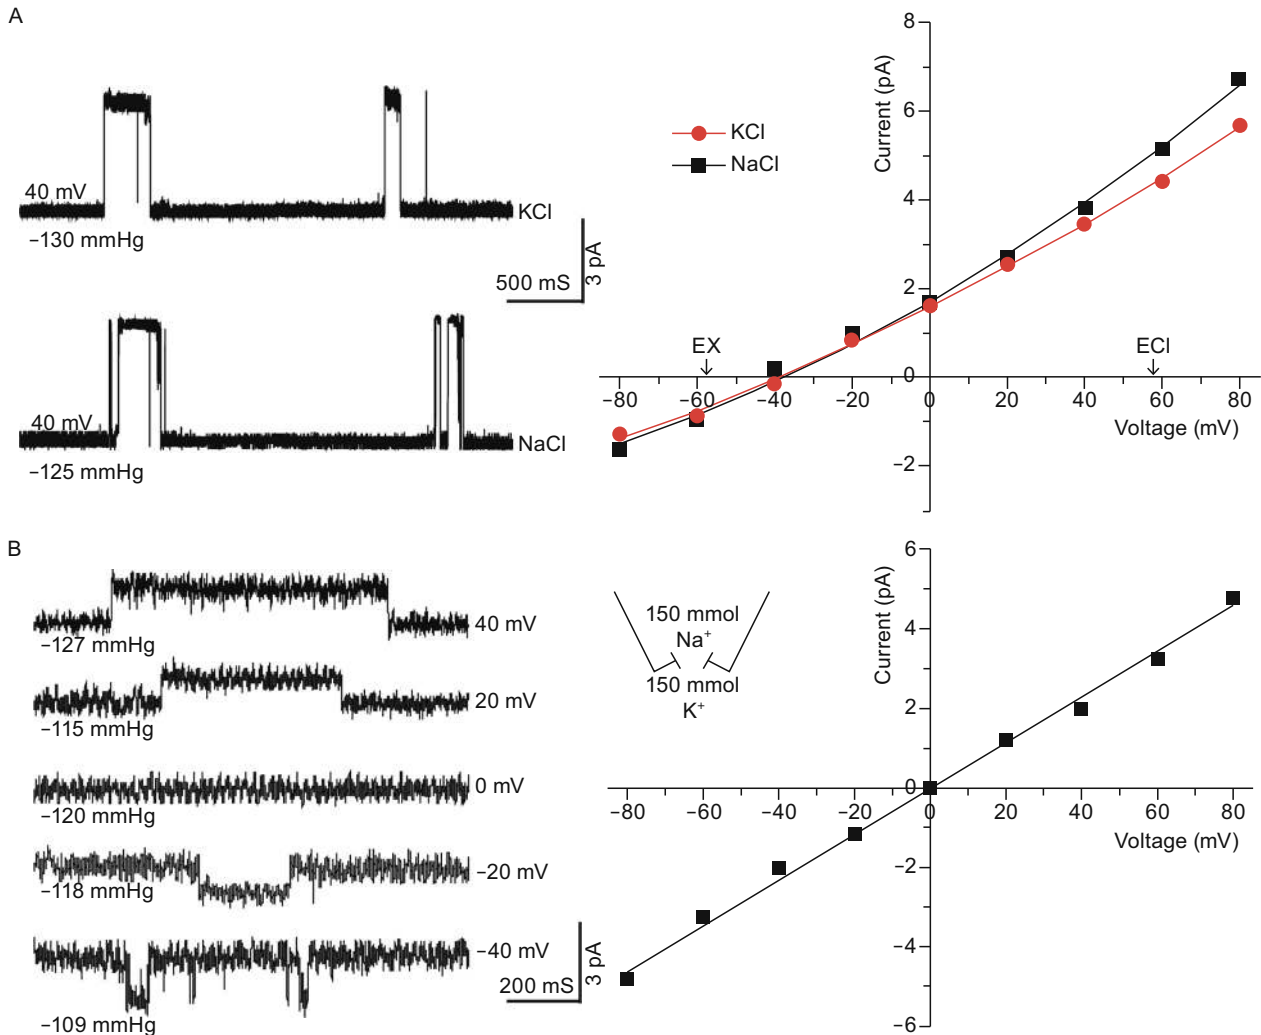 A
40 mV
−130 mmHg
KCl
3 pA
500 mS
40 mV
−125 mmHg
NaCl
KCl
NaCl
Current (pA)
8
6
4
2
0
−2
EX
ECl
−80
−60
−40
−20
0
20
40
60
80
Voltage (mV)
B
40 mV
−127 mmHg
20 mV
−115 mmHg
0 mV
−120 mmHg
−20 mV
−118 mmHg
−40 mV
−109 mmHg
3 pA
200 mS
150 mmol
Na⁺
150 mmol
K⁺
Current (pA)
6
4
2
0
−2
−4
−6
−80
−60
−40
−20
0
20
40
60
80
Voltage (mV)